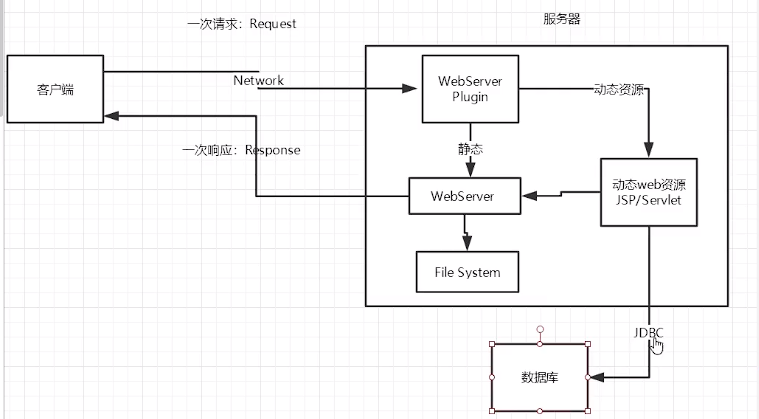 一次请求：Request
服务器
客户端
Network
WebServer
Plugin
动态资源
一次响应：Response
静态
WebServer
动态web资源
JSP/Servlet
File System
JDBC
数据库